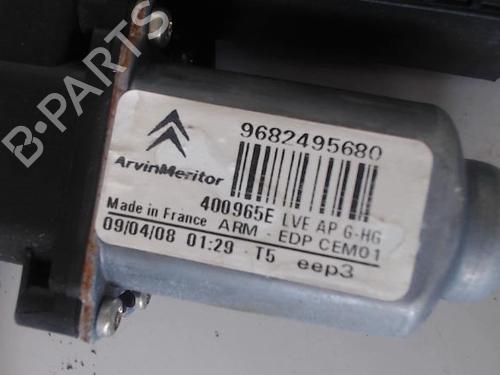 B-PARTS
9682495680
ArvinMeritor
400965E LVE AP G-HG
Made in France ARM - EDP CEM01
09/04/08 01:29 - T5 eep3